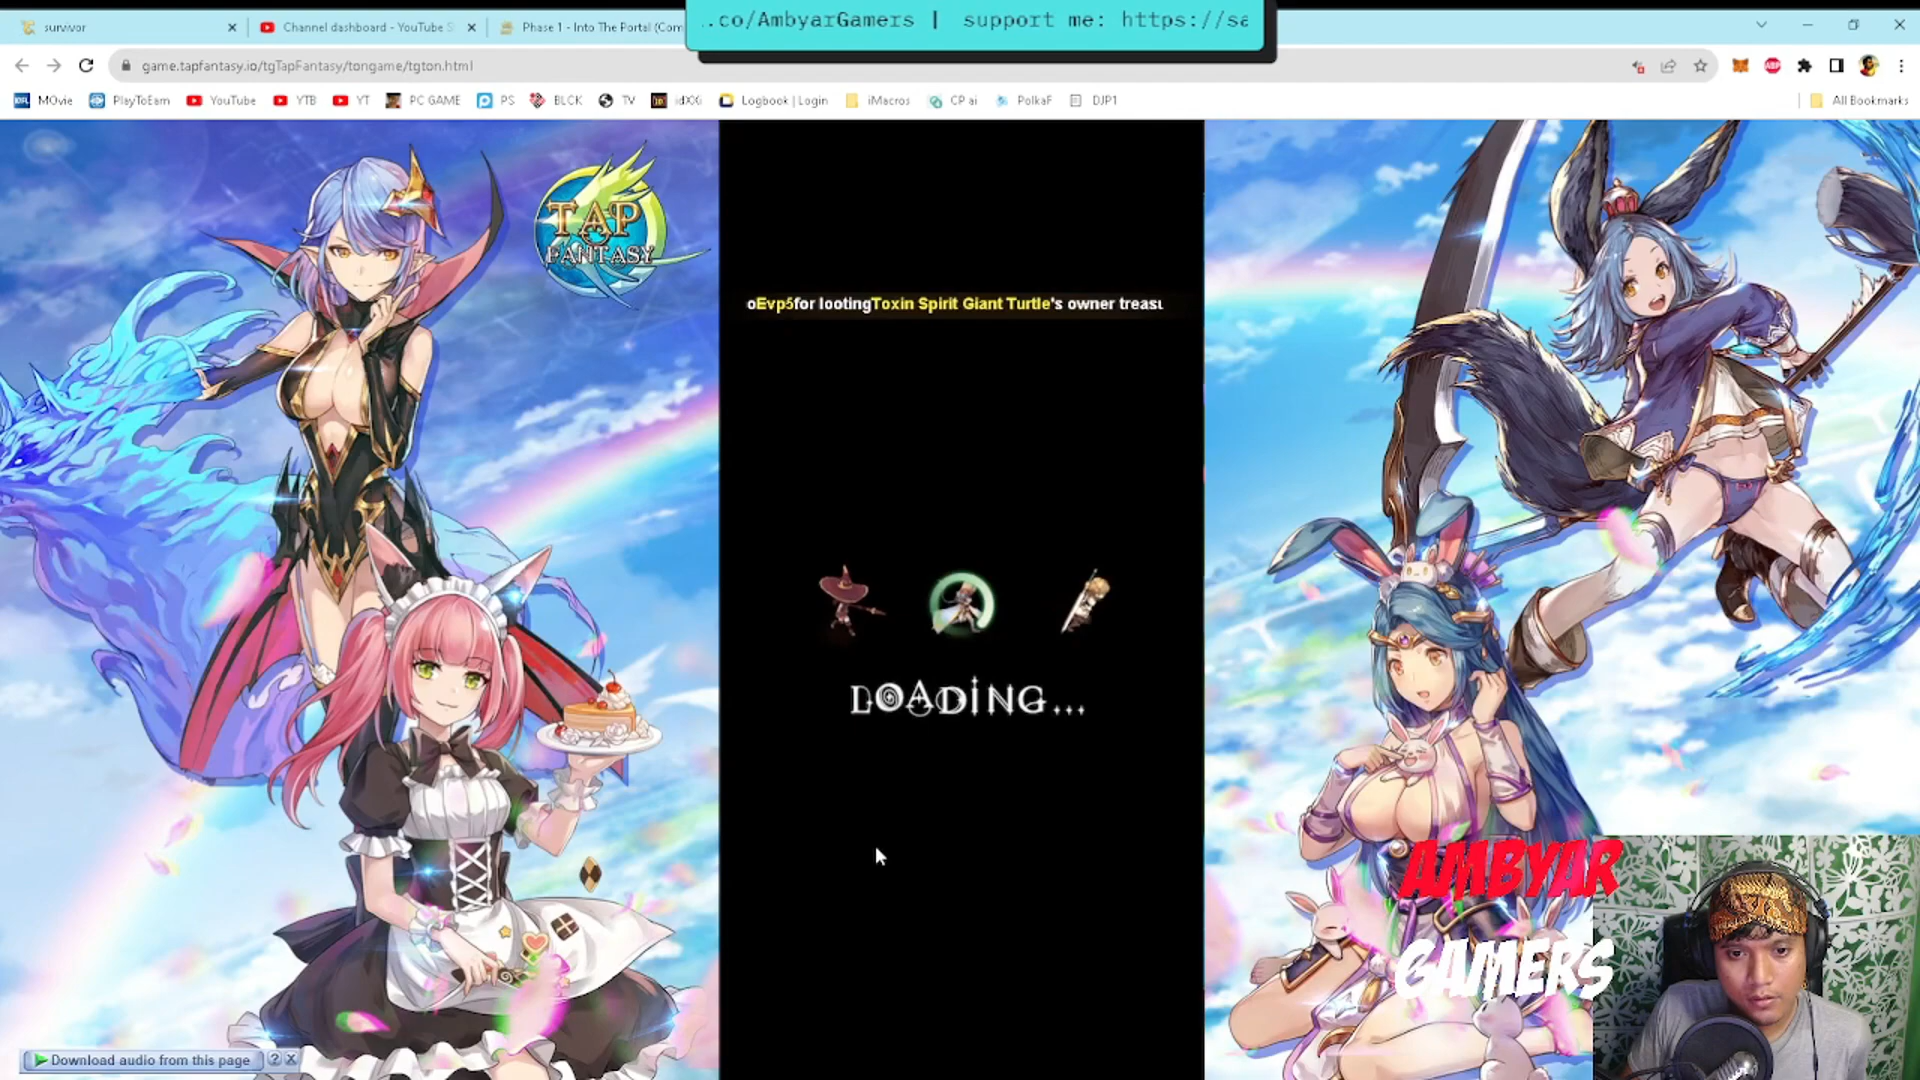 .co/AmbyarGamers | support me: https://sa
survivor
Channel dashboard - YouTube S
Phase 1 - Into The Portal (Com
game.tapfantasy.io/tgTapFantasy/tongame/tgton.html
MOvie
PlayToEarn
YouTube
YTB
YT
PC GAME
PS
BLCK
TV
Logbook | Login
iMacros
CP ai
PolkaF
DJP1
All Bookmarks
TAP
FANTASY
oEvp5for lootingToxin Spirit Giant Turtle's owner treasu
LOADING...
AMBYAR
GAMERS
Download audio from this page ? X